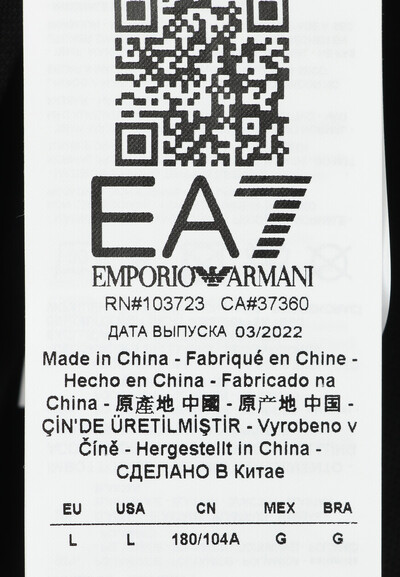 EA7
EMPORIO ARMANI
RN#103723 CA#37360
ДАТА ВЫПУСКА 03/2022
Made in China - Fabriqué en Chine -
Hecho en China - Fabricado na
China - 原產地 中國 - 原产地 中国 -
ÇİN'DE ÜRETİLMİŞTİR - Vyrobeno v
Číně - Hergestellt in China -
СДЕЛАНО В Китае
EU USA CN MEX BRA
L L 180/104A G G